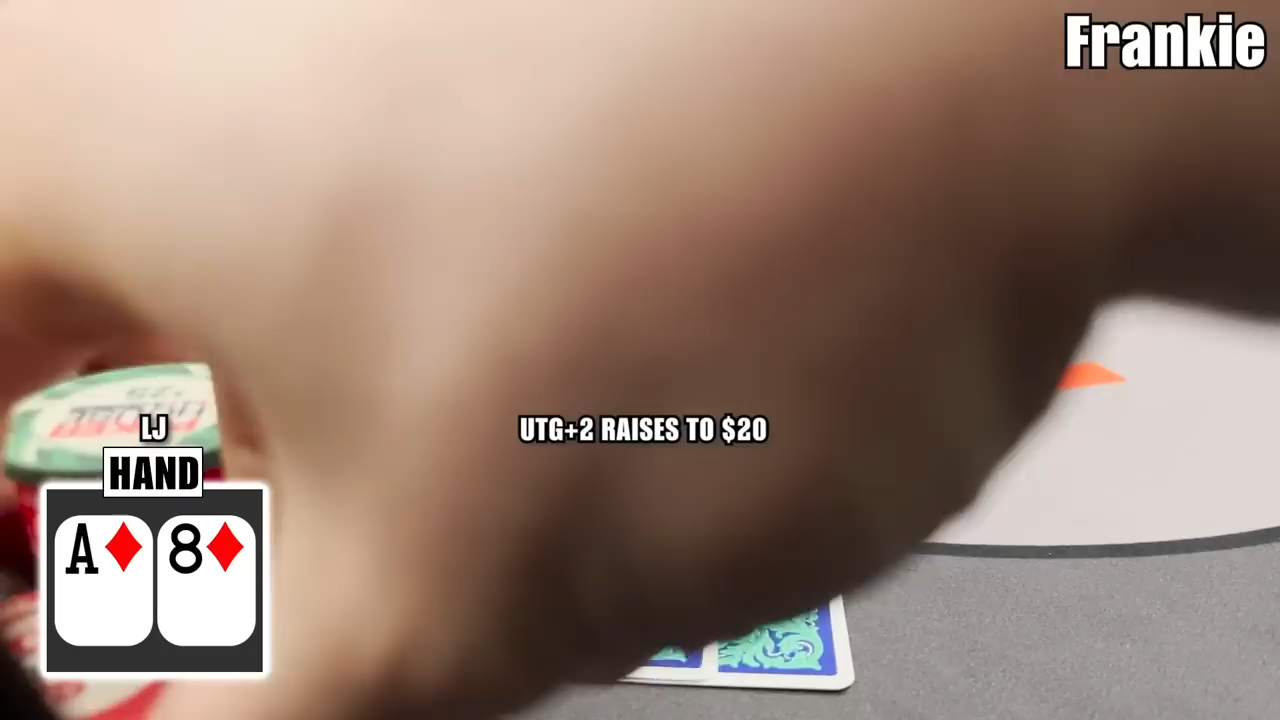 Frankie
LJ
HAND
UTG+2 RAISES TO $20
A♦ 8♦